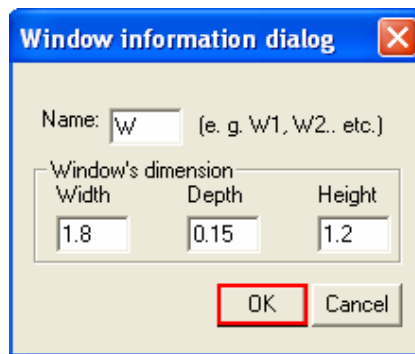 Window information dialog
Name: W (e. g. W1, W2.. etc.)
Window's dimension
Width Depth Height
1.8 0.15 1.2
OK Cancel